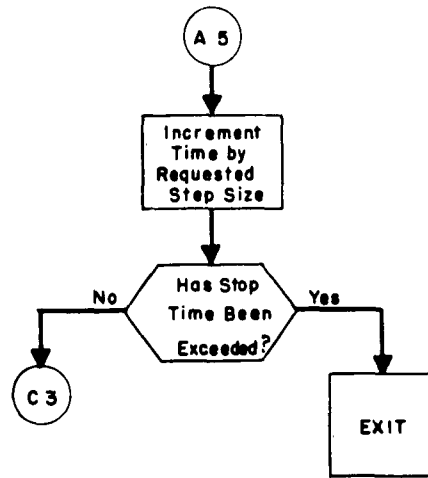 A 5
Increment
Time by
Requested
Step Size
Has Stop
No
Yes
Time Been
Exceeded?
C 3
EXIT